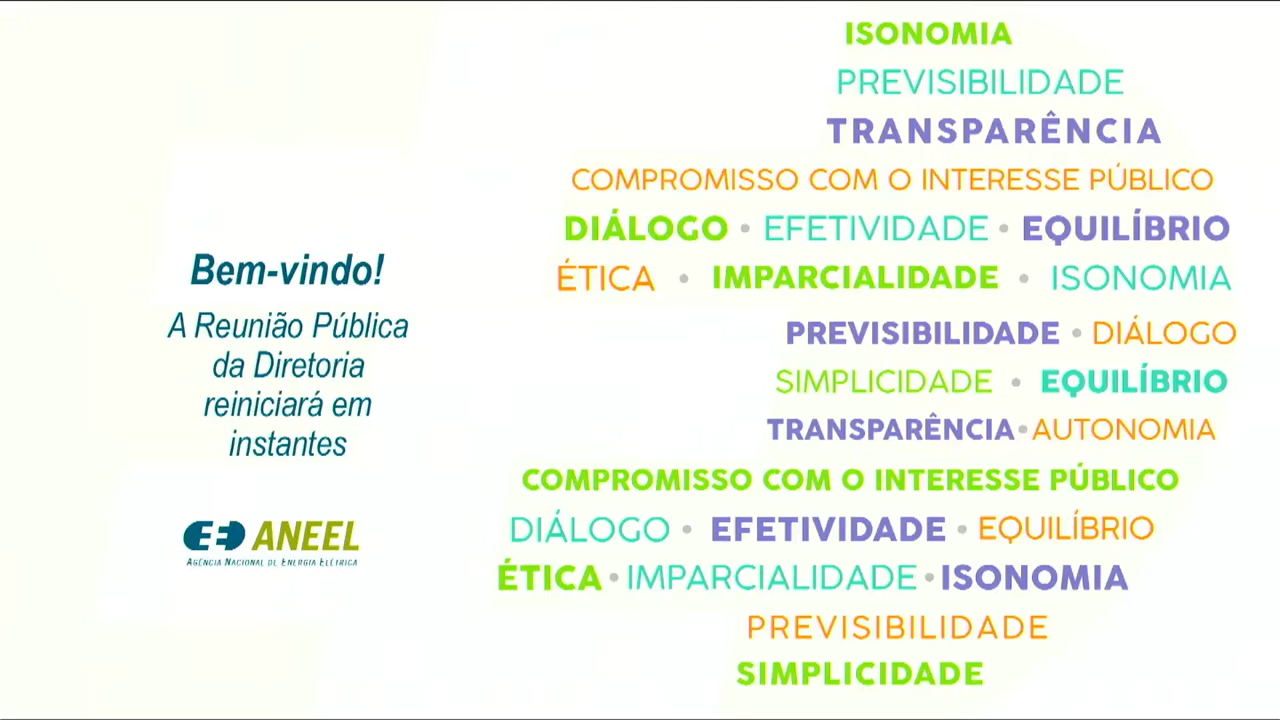 Bem-vindo!
A Reunião Pública
da Diretoria
reiniciará em
instantes
ANEEL
AGÊNCIA NACIONAL DE ENERGIA ELÉTRICA
ISONOMIA
PREVISIBILIDADE
TRANSPARÊNCIA
COMPROMISSO COM O INTERESSE PÚBLICO
DIÁLOGO • EFETIVIDADE • EQUILÍBRIO
ÉTICA • IMPARCIALIDADE • ISONOMIA
PREVISIBILIDADE • DIÁLOGO
SIMPLICIDADE • EQUILÍBRIO
TRANSPARÊNCIA • AUTONOMIA
COMPROMISSO COM O INTERESSE PÚBLICO
DIÁLOGO • EFETIVIDADE • EQUILÍBRIO
ÉTICA • IMPARCIALIDADE • ISONOMIA
PREVISIBILIDADE
SIMPLICIDADE